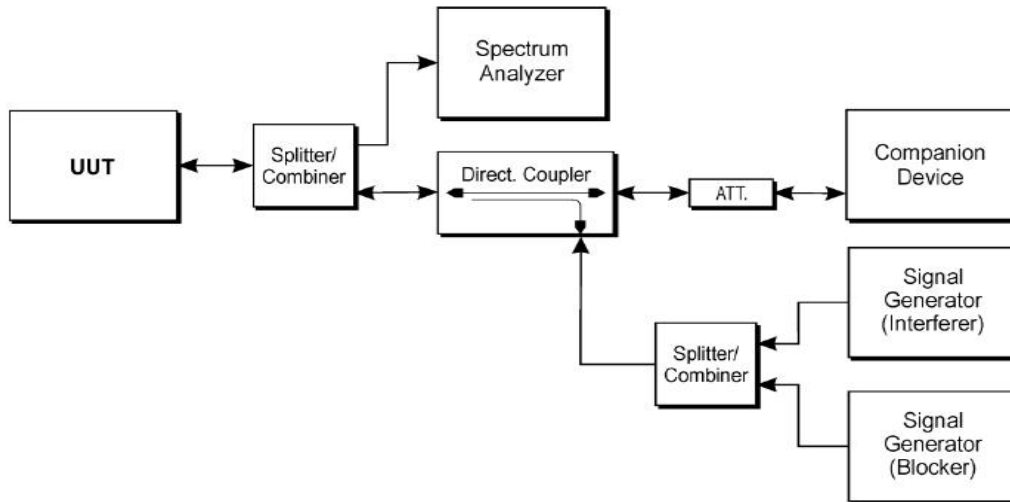 Spectrum
Analyzer
UUT
Splitter/
Combiner
Direct. Coupler
ATT.
Companion
Device
Signal
Generator
(Interferer)
Splitter/
Combiner
Signal
Generator
(Blocker)